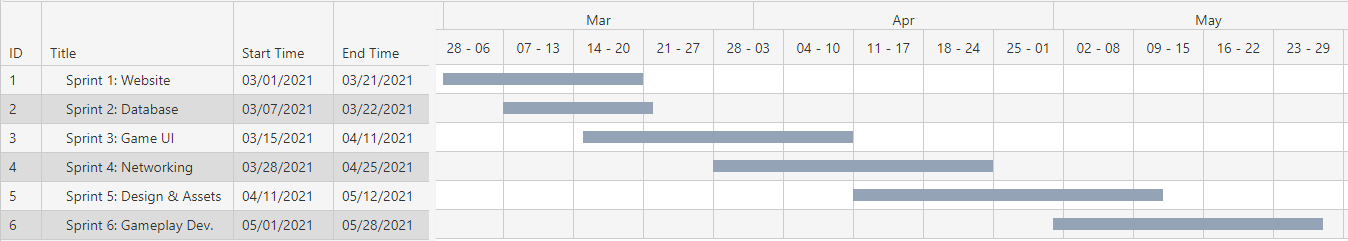 Mar Apr May
ID Title Start Time End Time 28 - 06 07 - 13 14 - 20 21 - 27 28 - 03 04 - 10 11 - 17 18 - 24 25 - 01 02 - 08 09 - 15 16 - 22 23 - 29
1 Sprint 1: Website 03/01/2021 03/21/2021
2 Sprint 2: Database 03/07/2021 03/22/2021
3 Sprint 3: Game UI 03/15/2021 04/11/2021
4 Sprint 4: Networking 03/28/2021 04/25/2021
5 Sprint 5: Design & Assets 04/11/2021 05/12/2021
6 Sprint 6: Gameplay Dev. 05/01/2021 05/28/2021